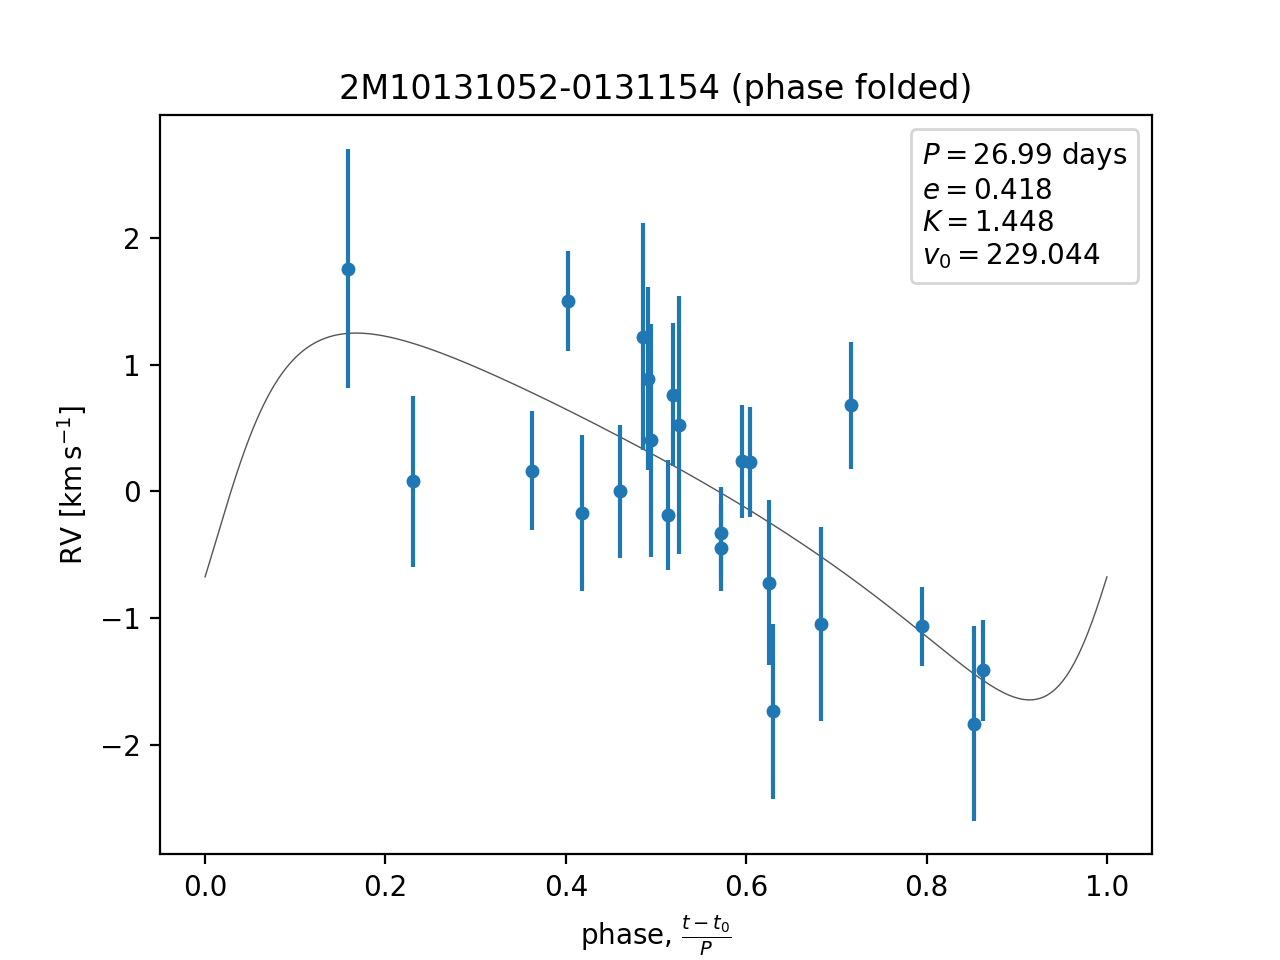 2M10131052-0131154 (phase folded)
P = 26.99 days
e = 0.418
K = 1.448
v₀ = 229.044
RV [km s⁻¹]
2
1
0
−1
−2
0.0 0.2 0.4 0.6 0.8 1.0
phase, (t − t₀)/P